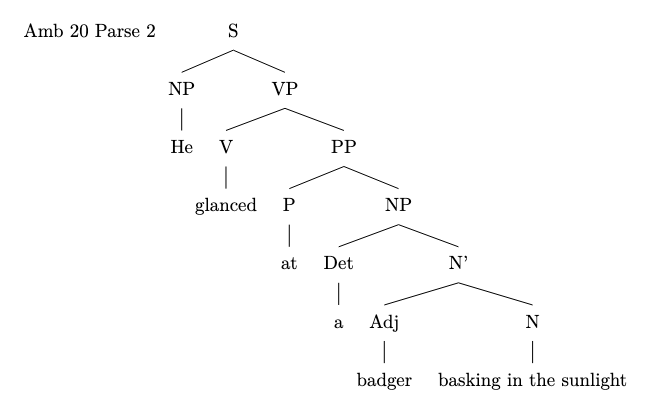 Amb 20 Parse 2 S
NP VP
He V PP
glanced P NP
at Det N’
a Adj N
badger basking in the sunlight